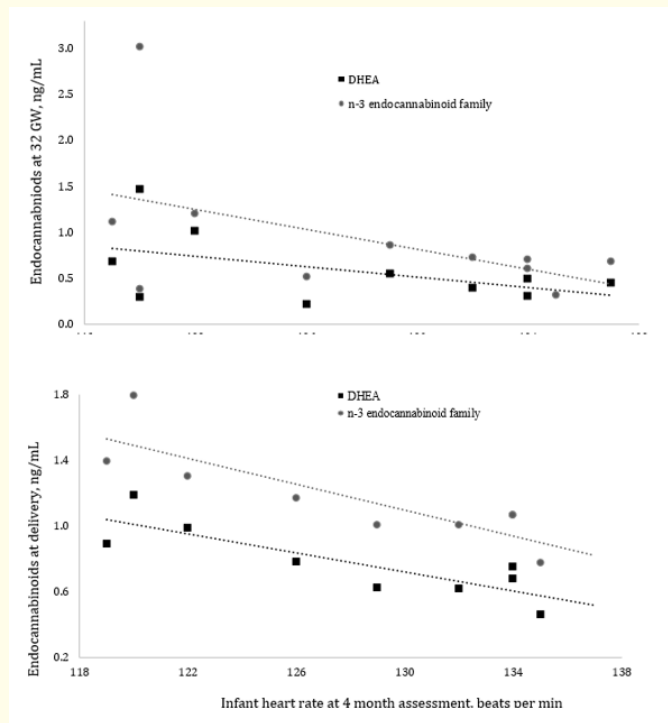 Endocannabniods at 32 GW, ng/mL
3.0
2.5
2.0
1.5
1.0
0.5
0.0
DHEA
n-3 endocannabinoid family
Endocannabinoids at delivery, ng/mL
1.8
1.4
1.0
0.6
0.2
DHEA
n-3 endocannabinoid family
118 122 126 130 134 138
Infant heart rate at 4 month assessment. beats per min